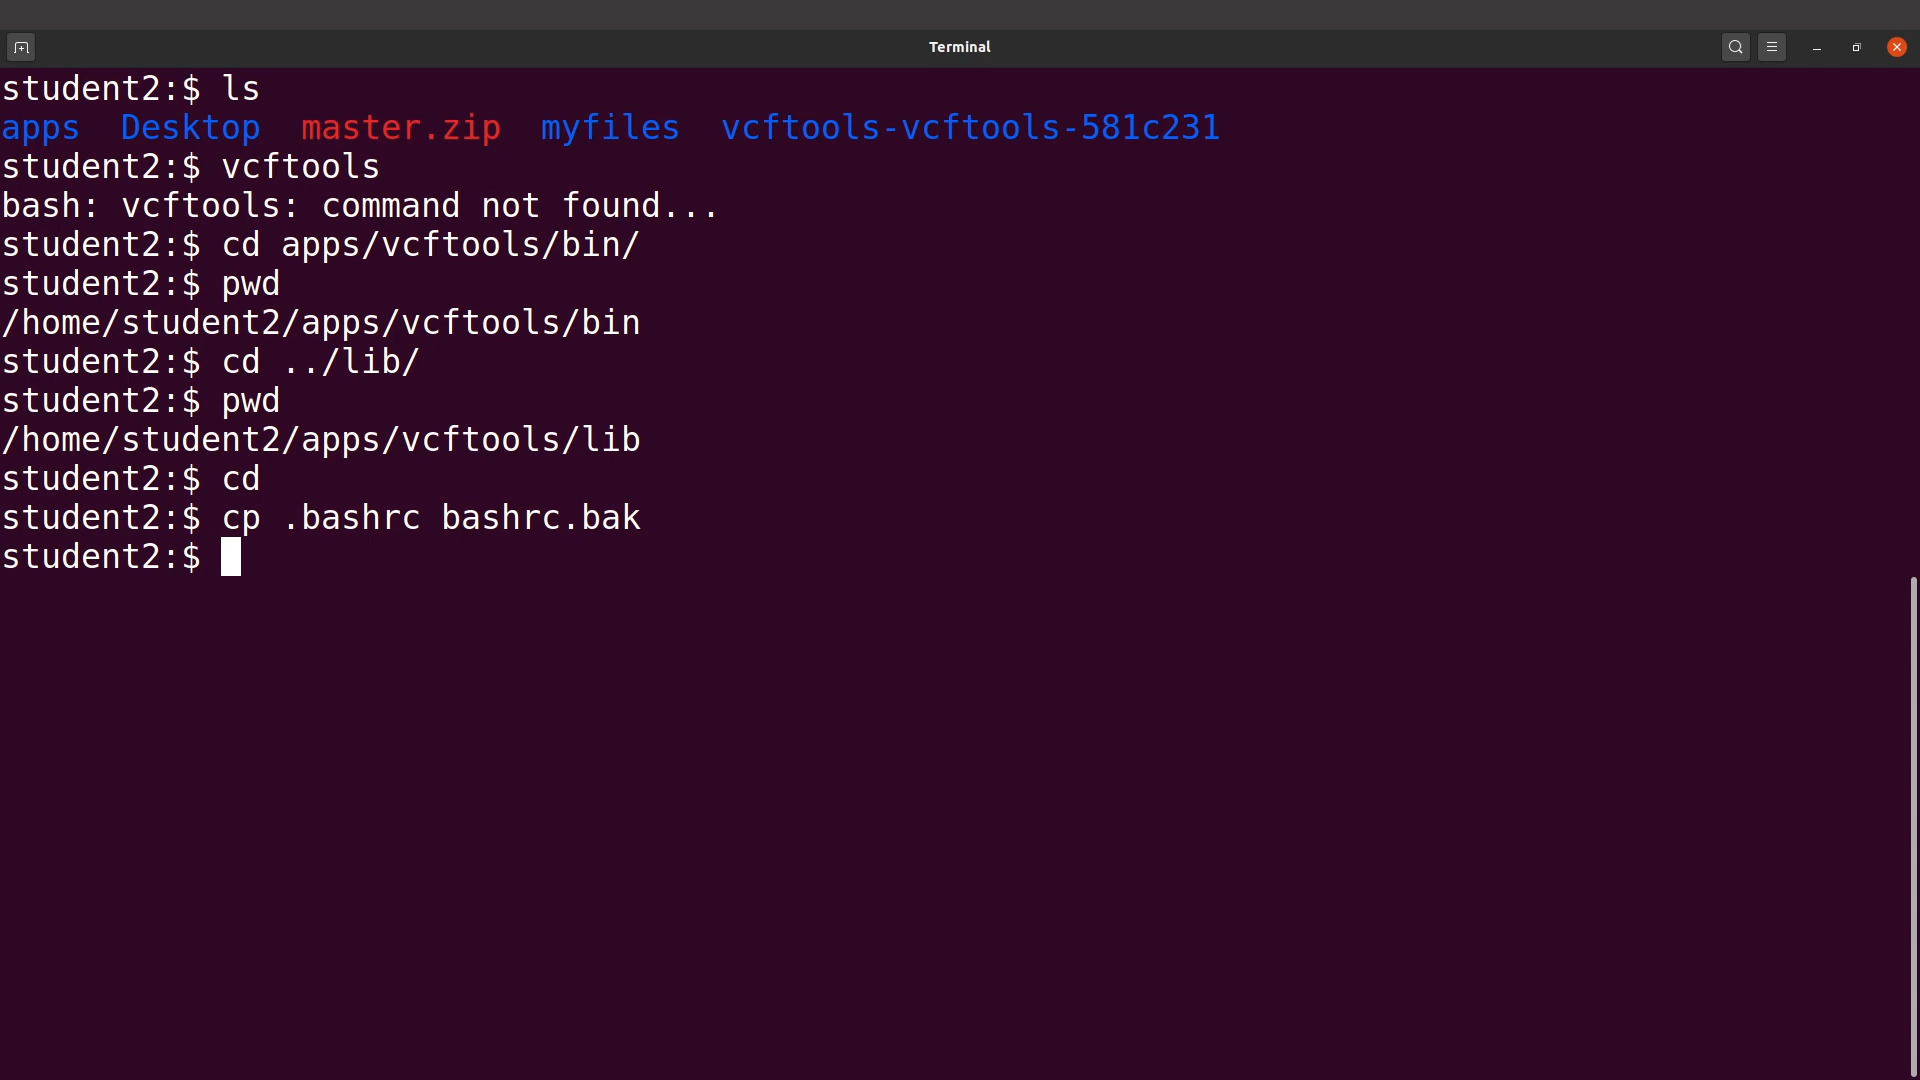 Terminal
student2:$ ls
apps  Desktop  master.zip  myfiles  vcftools-vcftools-581c231
student2:$ vcftools
bash: vcftools: command not found...
student2:$ cd apps/vcftools/bin/
student2:$ pwd
/home/student2/apps/vcftools/bin
student2:$ cd ../lib/
student2:$ pwd
/home/student2/apps/vcftools/lib
student2:$ cd
student2:$ cp .bashrc bashrc.bak
student2:$